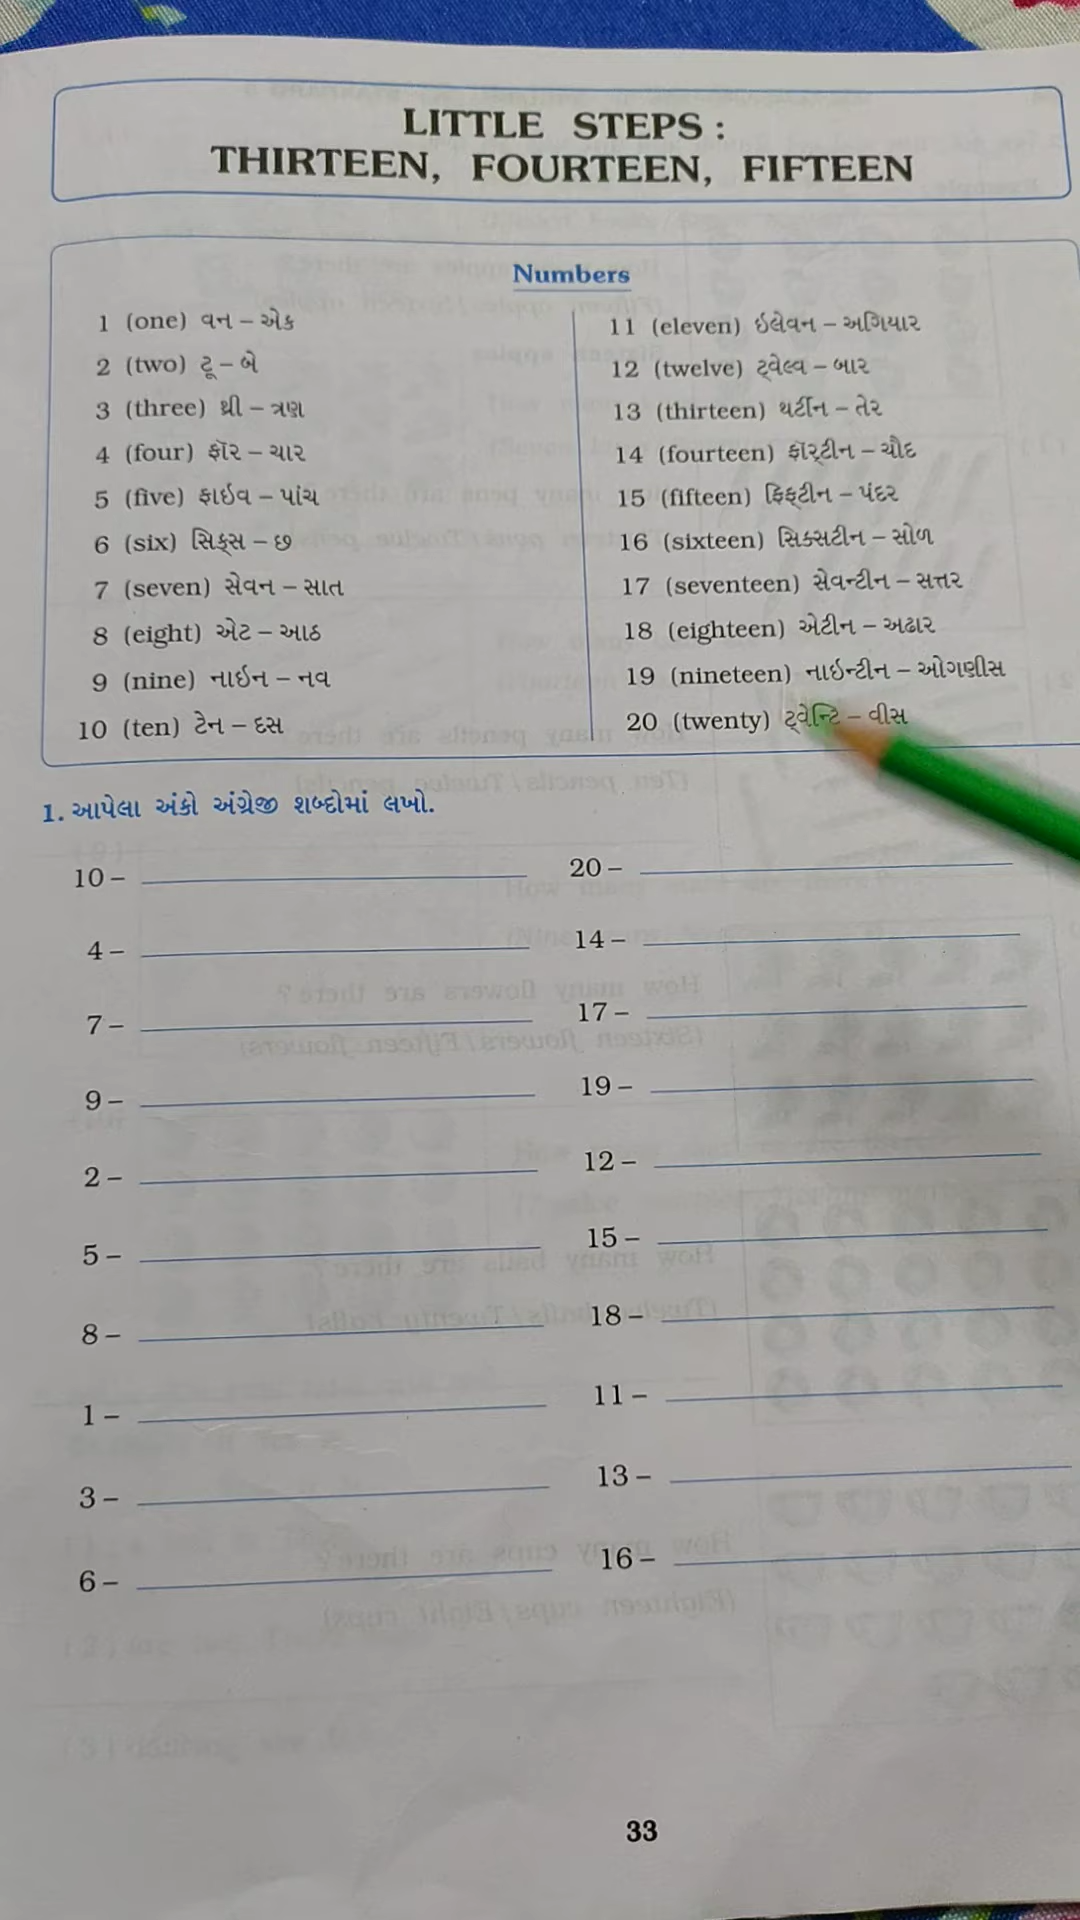 LITTLE STEPS :
THIRTEEN, FOURTEEN, FIFTEEN
Numbers
1 (one) વન – એક
2 (two) ટૂ – બે
3 (three) થ્રી – ત્રણ
4 (four) ફૉર – ચાર
5 (five) ફાઇવ – પાંચ
6 (six) સિક્સ – છ
7 (seven) સેવન – સાત
8 (eight) એટ – આઠ
9 (nine) નાઇન – નવ
10 (ten) ટેન – દસ
11 (eleven) ઇલેવન – અગિયાર
12 (twelve) ટ્વેલ્વ – બાર
13 (thirteen) થર્ટીન – તેર
14 (fourteen) ફૉર્ટીન – ચૌદ
15 (fifteen) ફિફ્ટીન – પંદર
16 (sixteen) સિક્સટીન – સોળ
17 (seventeen) સેવન્ટીન – સત્તર
18 (eighteen) એટીન – અઢાર
19 (nineteen) નાઇન્ટીન – ઓગણીસ
20 (twenty) ટ્વેન્ટિ – વીસ
1. આપેલા અંકો અંગ્રેજી શબ્દોમાં લખો.
10 – 20 –
4 – 14 –
7 – 17 –
9 – 19 –
2 – 12 –
5 – 15 –
8 – 18 –
1 – 11 –
3 – 13 –
6 – 16 –
33